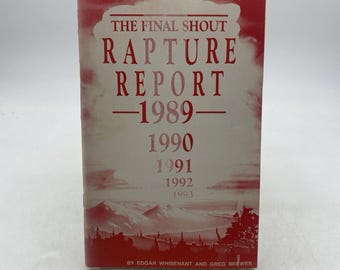 THE FINAL SHOUT
RAPTURE
REPORT
—1989—
1990
1991
1992
1993
BY EDGAR WHISENANT AND GREG BREWER